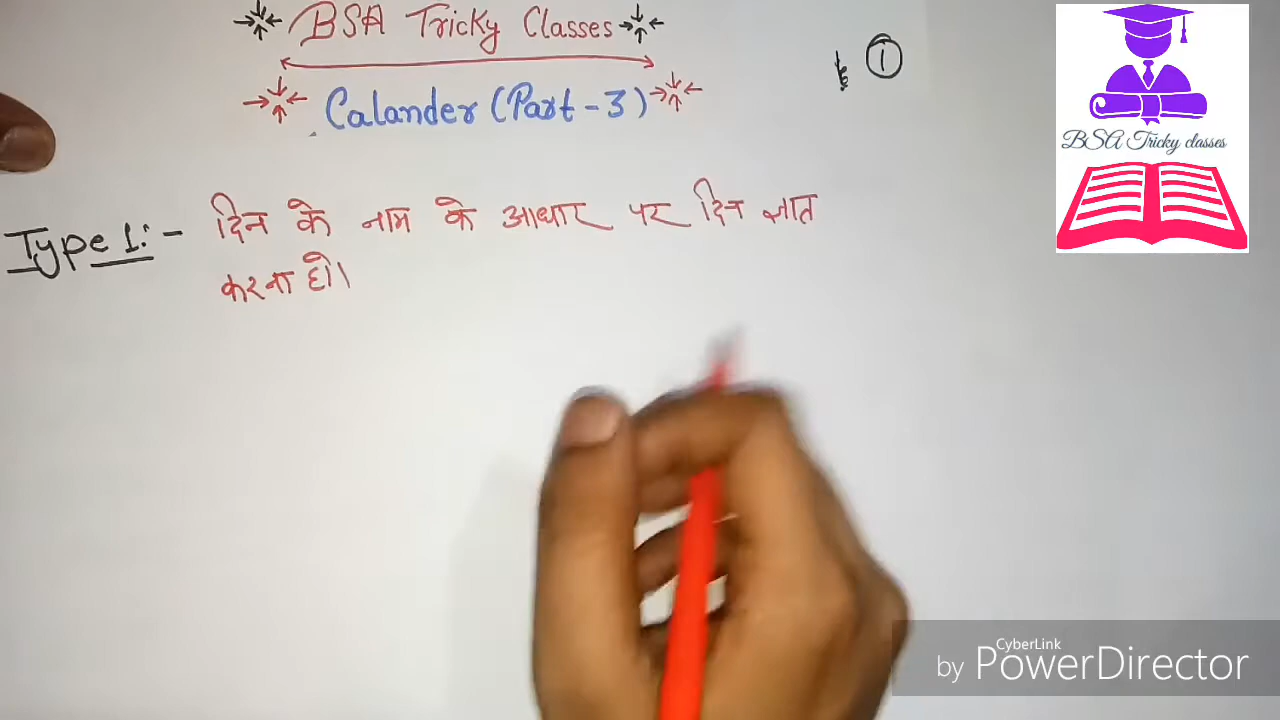 BSA Tricky Classes
Calander (Part-3)
①
BSA Tricky classes
Type 1:- दिन के नाम के आधार पर दिन ज्ञात
करना हो।
CyberLink
by PowerDirector